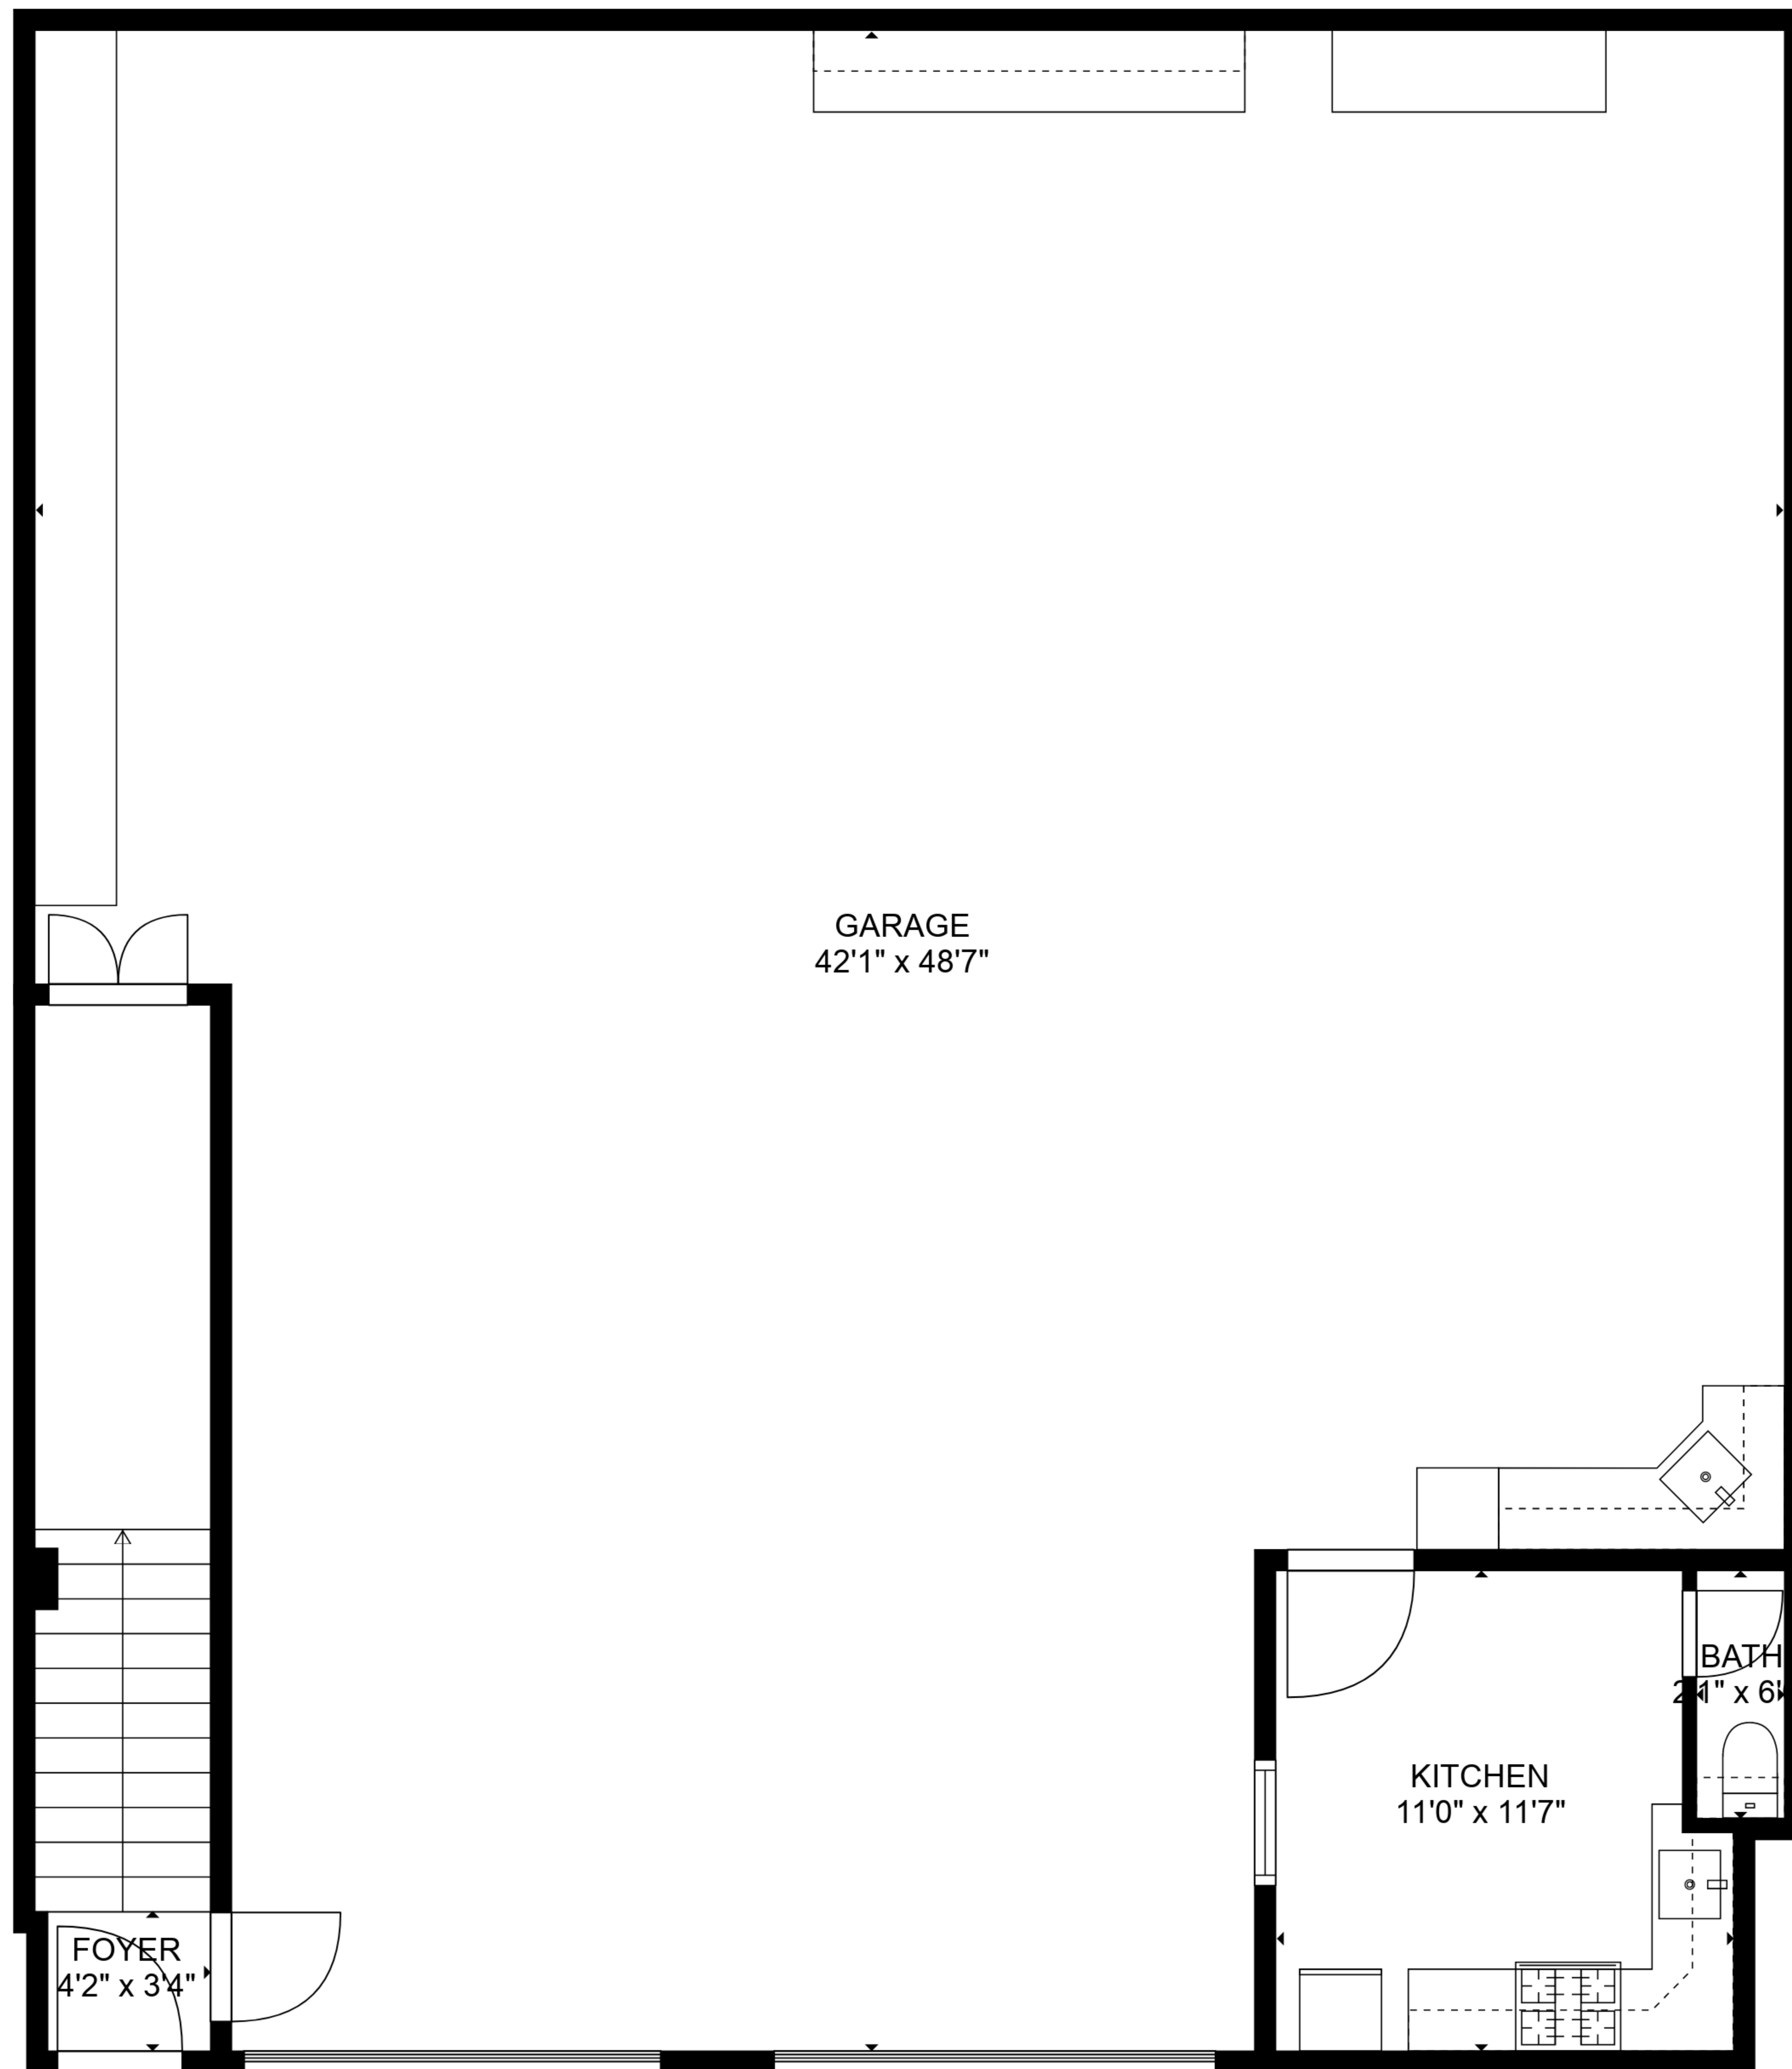 GARAGE
42'1" x 48'7"
BATH
KITCHEN
11'0" x 11'7"
FOYER
4'2" x 3'4"